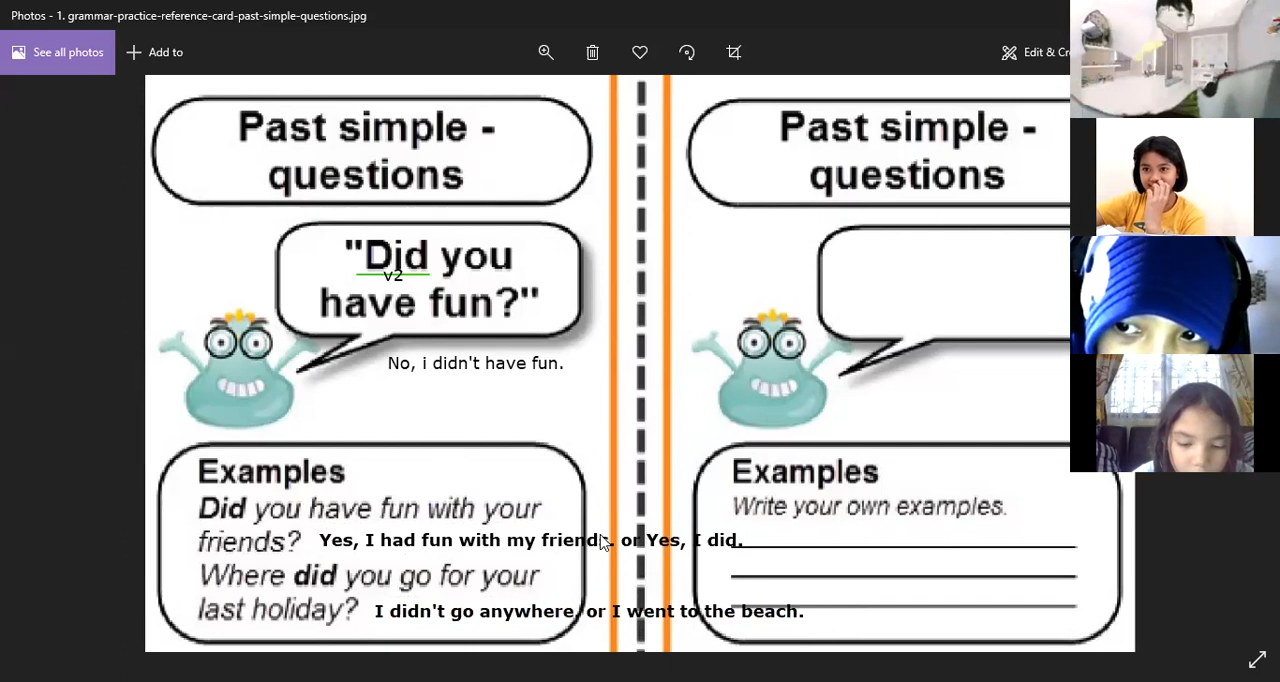 Photos - 1. grammar-practice-reference-card-past-simple-questions.jpg
See all photos
Add to
Edit & Cr
Past simple -
questions
"Did you
v2
have fun?"
No, i didn't have fun.
Examples
Did you have fun with your
friends? Yes, I had fun with my friends. or Yes, I did.
Where did you go for your
last holiday? I didn't go anywhere, or I went to the beach.
Past simple -
questions
Examples
Write your own examples.